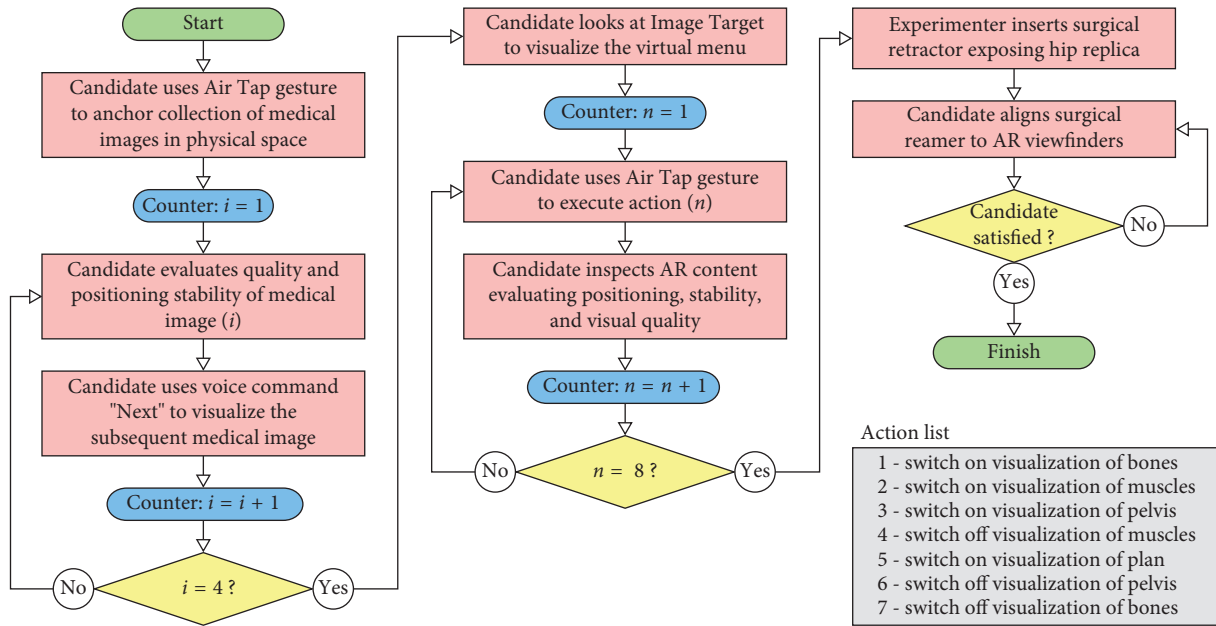 Start
Candidate uses Air Tap gesture
to anchor collection of medical
images in physical space
Counter: i = 1
Candidate evaluates quality and
positioning stability of medical
image (i)
Candidate uses voice command
"Next" to visualize the
subsequent medical image
Counter: i = i + 1
No
i = 4 ?
Yes
Candidate looks at Image Target
to visualize the virtual menu
Counter: n = 1
Candidate uses Air Tap gesture
to execute action (n)
Candidate inspects AR content
evaluating positioning, stability,
and visual quality
Counter: n = n + 1
No
n = 8 ?
Yes
Experimenter inserts surgical
retractor exposing hip replica
Candidate aligns surgical
reamer to AR viewfinders
Candidate
satisfied ?
No
Yes
Finish
Action list
1 - switch on visualization of bones
2 - switch on visualization of muscles
3 - switch on visualization of pelvis
4 - switch off visualization of muscles
5 - switch on visualization of plan
6 - switch off visualization of pelvis
7 - switch off visualization of bones